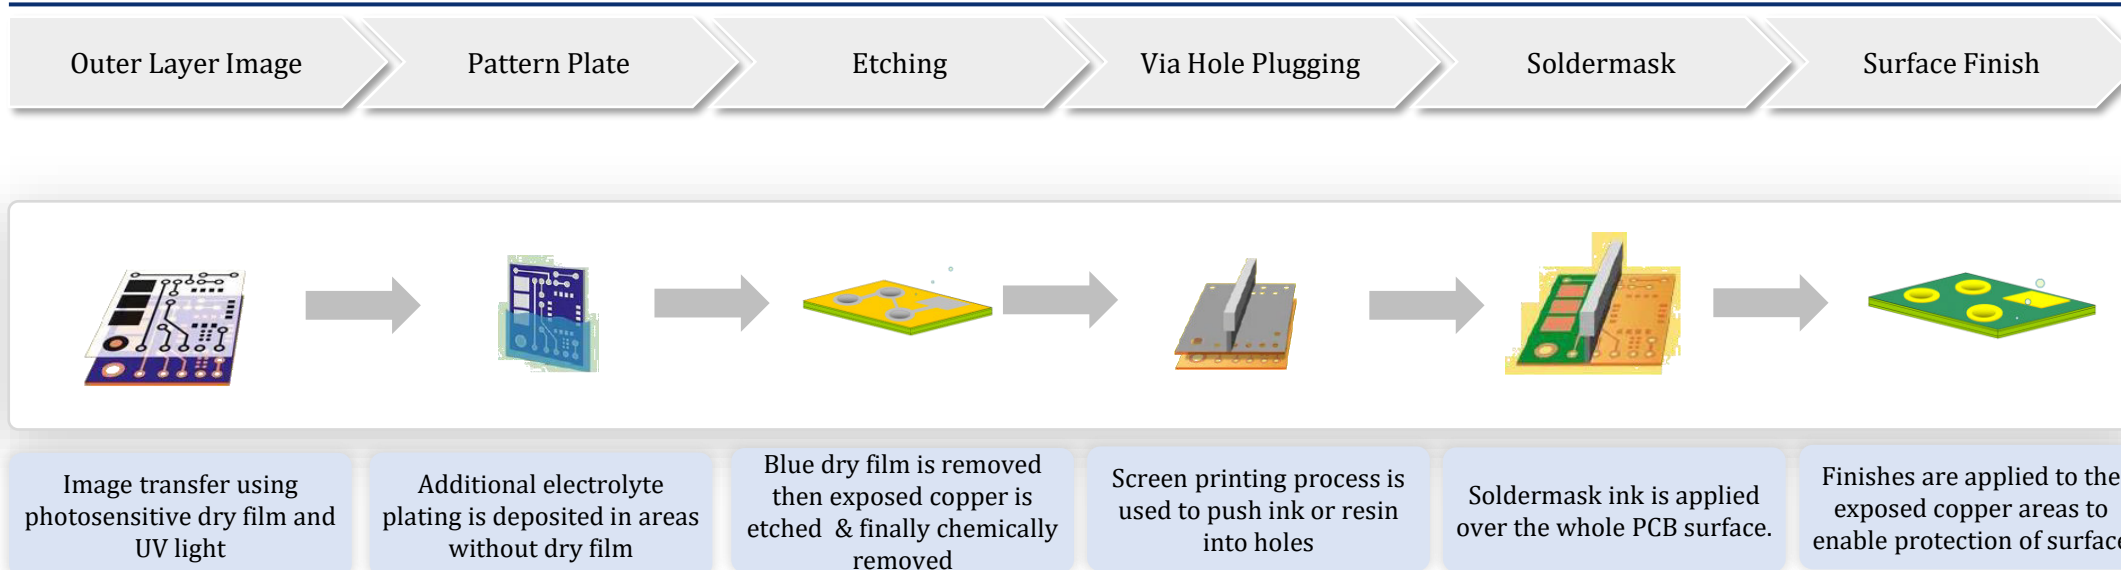 Outer Layer Image
Pattern Plate
Etching
Via Hole Plugging
Soldermask
Surface Finish
Image transfer using
photosensitive dry film and
UV light
Additional electrolyte
plating is deposited in areas
without dry film
Blue dry film is removed
then exposed copper is
etched & finally chemically
removed
Screen printing process is
used to push ink or resin
into holes
Soldermask ink is applied
over the whole PCB surface.
Finishes are applied to the
exposed copper areas to
enable protection of surface